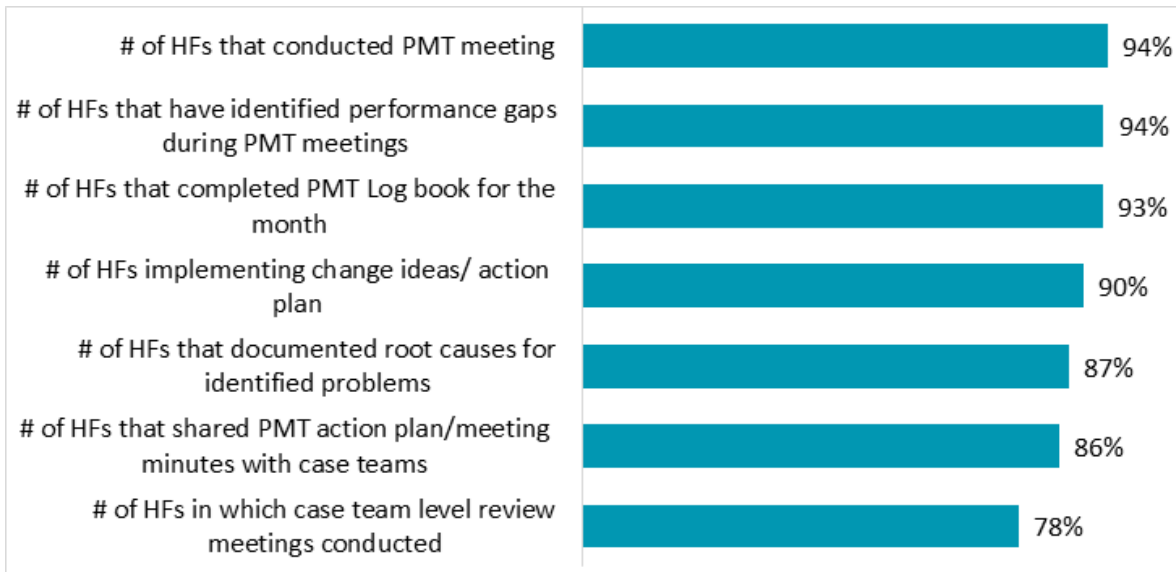 # of HFs that conducted PMT meeting
94%
# of HFs that have identified performance gaps
during PMT meetings
94%
# of HFs that completed PMT Log book for the
month
93%
# of HFs implementing change ideas/ action
plan
90%
# of HFs that documented root causes for
identified problems
87%
# of HFs that shared PMT action plan/meeting
minutes with case teams
86%
# of HFs in which case team level review
meetings conducted
78%